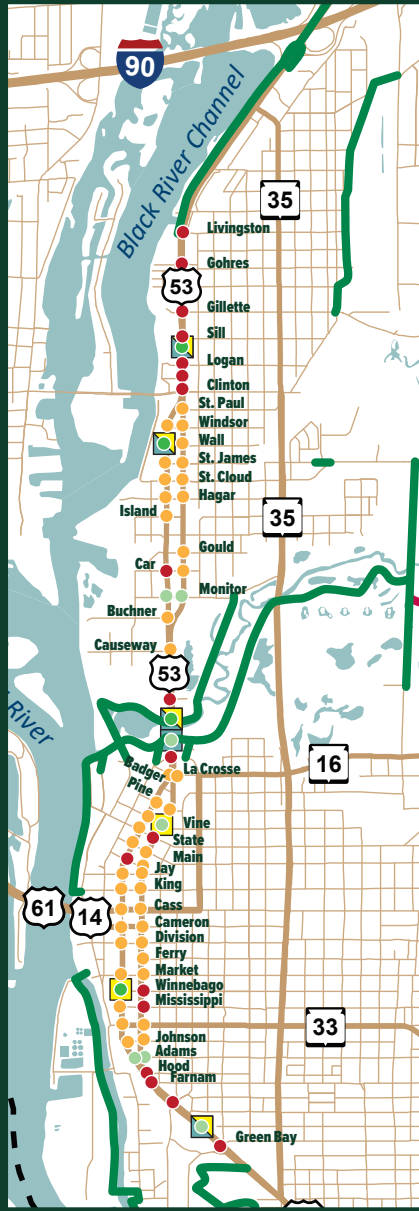 90
Black River Channel
35
Livingston
Gohres
53
Gillette
Sill
Logan
Clinton
St. Paul
Windsor
Wall
St. James
St. Cloud
Hagar
Island
35
Gould
Car
Monitor
Buchner
Causeway
53
River
16
Badger
La Crosse
Pine
Vine
State
Main
Jay
King
61
14
Cass
Cameron
Division
Ferry
Market
Winnebago
Mississippi
33
Johnson
Adams
Hood
Farnam
Green Bay